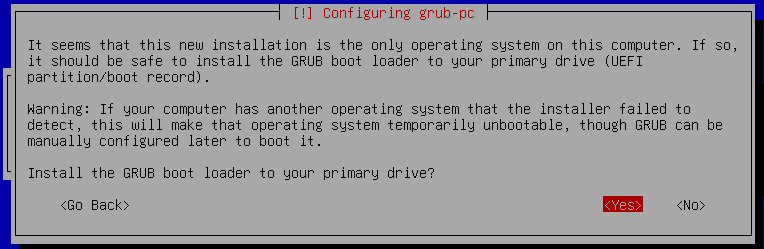 [!] Configuring grub-pc
It seems that this new installation is the only operating system on this computer. If so,
it should be safe to install the GRUB boot loader to your primary drive (UEFI
partition/boot record).
Warning: If your computer has another operating system that the installer failed to
detect, this will make that operating system temporarily unbootable, though GRUB can be
manually configured later to boot it.
Install the GRUB boot loader to your primary drive?
<Go Back> <Yes> <No>